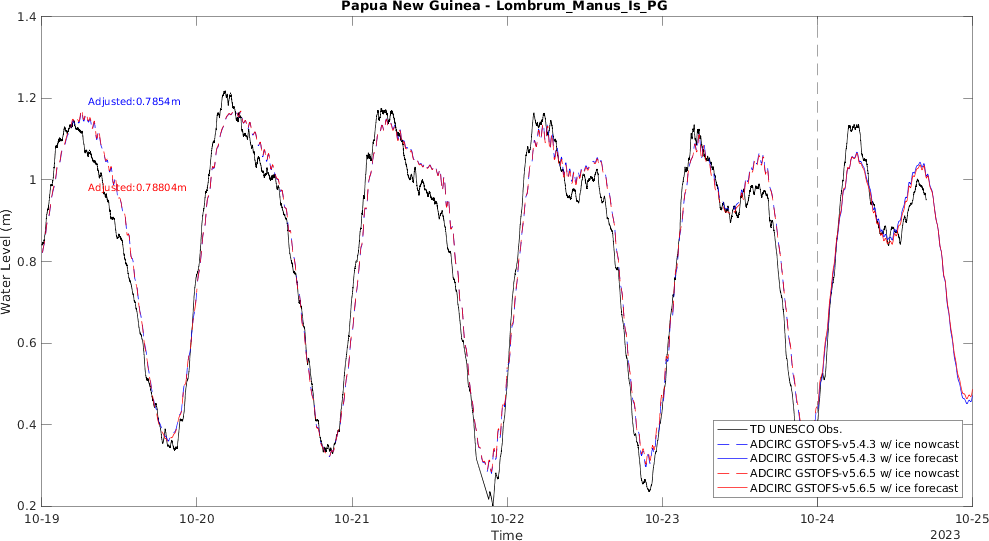 Papua New Guinea - Lombrum_Manus_Is_PG
1.4
1.2
1
0.8
0.6
0.4
0.2
Water Level (m)
Adjusted:0.7854m
Adjusted:0.78804m
TD UNESCO Obs.
ADCIRC GSTOFS-v5.4.3 w/ ice nowcast
ADCIRC GSTOFS-v5.4.3 w/ ice forecast
ADCIRC GSTOFS-v5.6.5 w/ ice nowcast
ADCIRC GSTOFS-v5.6.5 w/ ice forecast
10-19 10-20 10-21 10-22 10-23 10-24 10-25
Time
2023